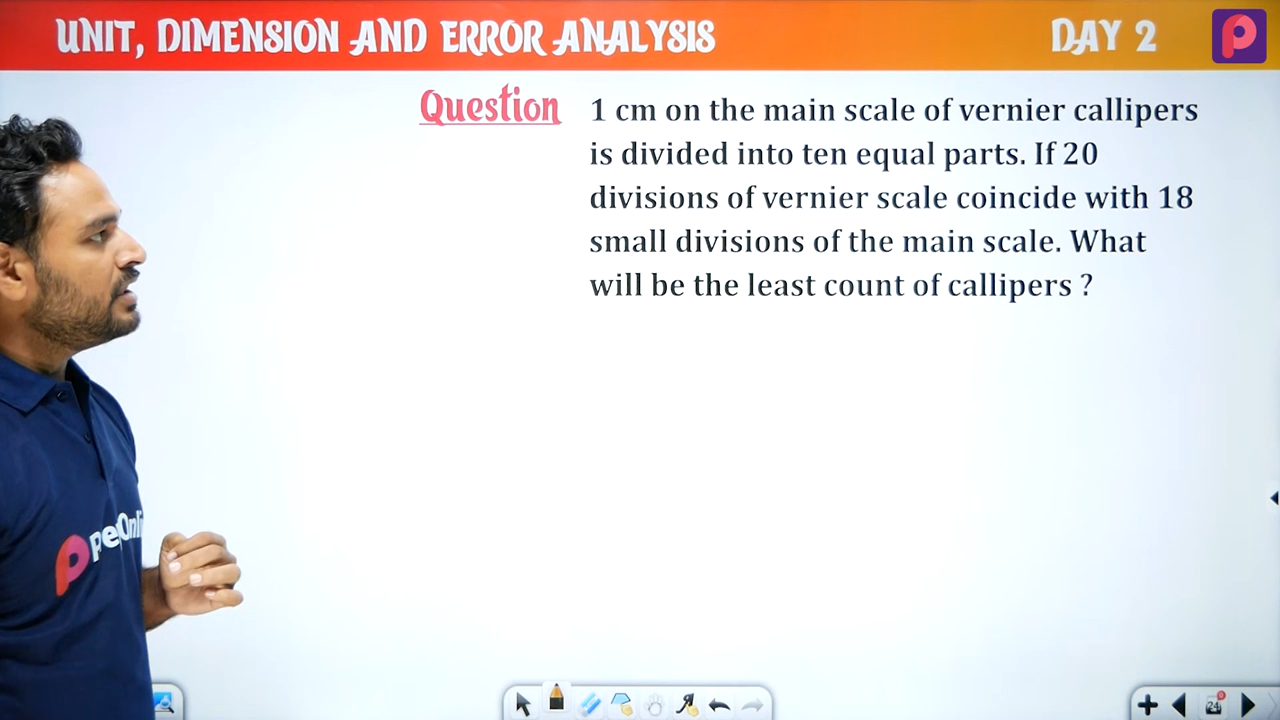 UNIT, DIMENSION AND ERROR ANALYSIS
DAY 2
Question
1 cm on the main scale of vernier callipers
is divided into ten equal parts. If 20
divisions of vernier scale coincide with 18
small divisions of the main scale. What
will be the least count of callipers ?
24